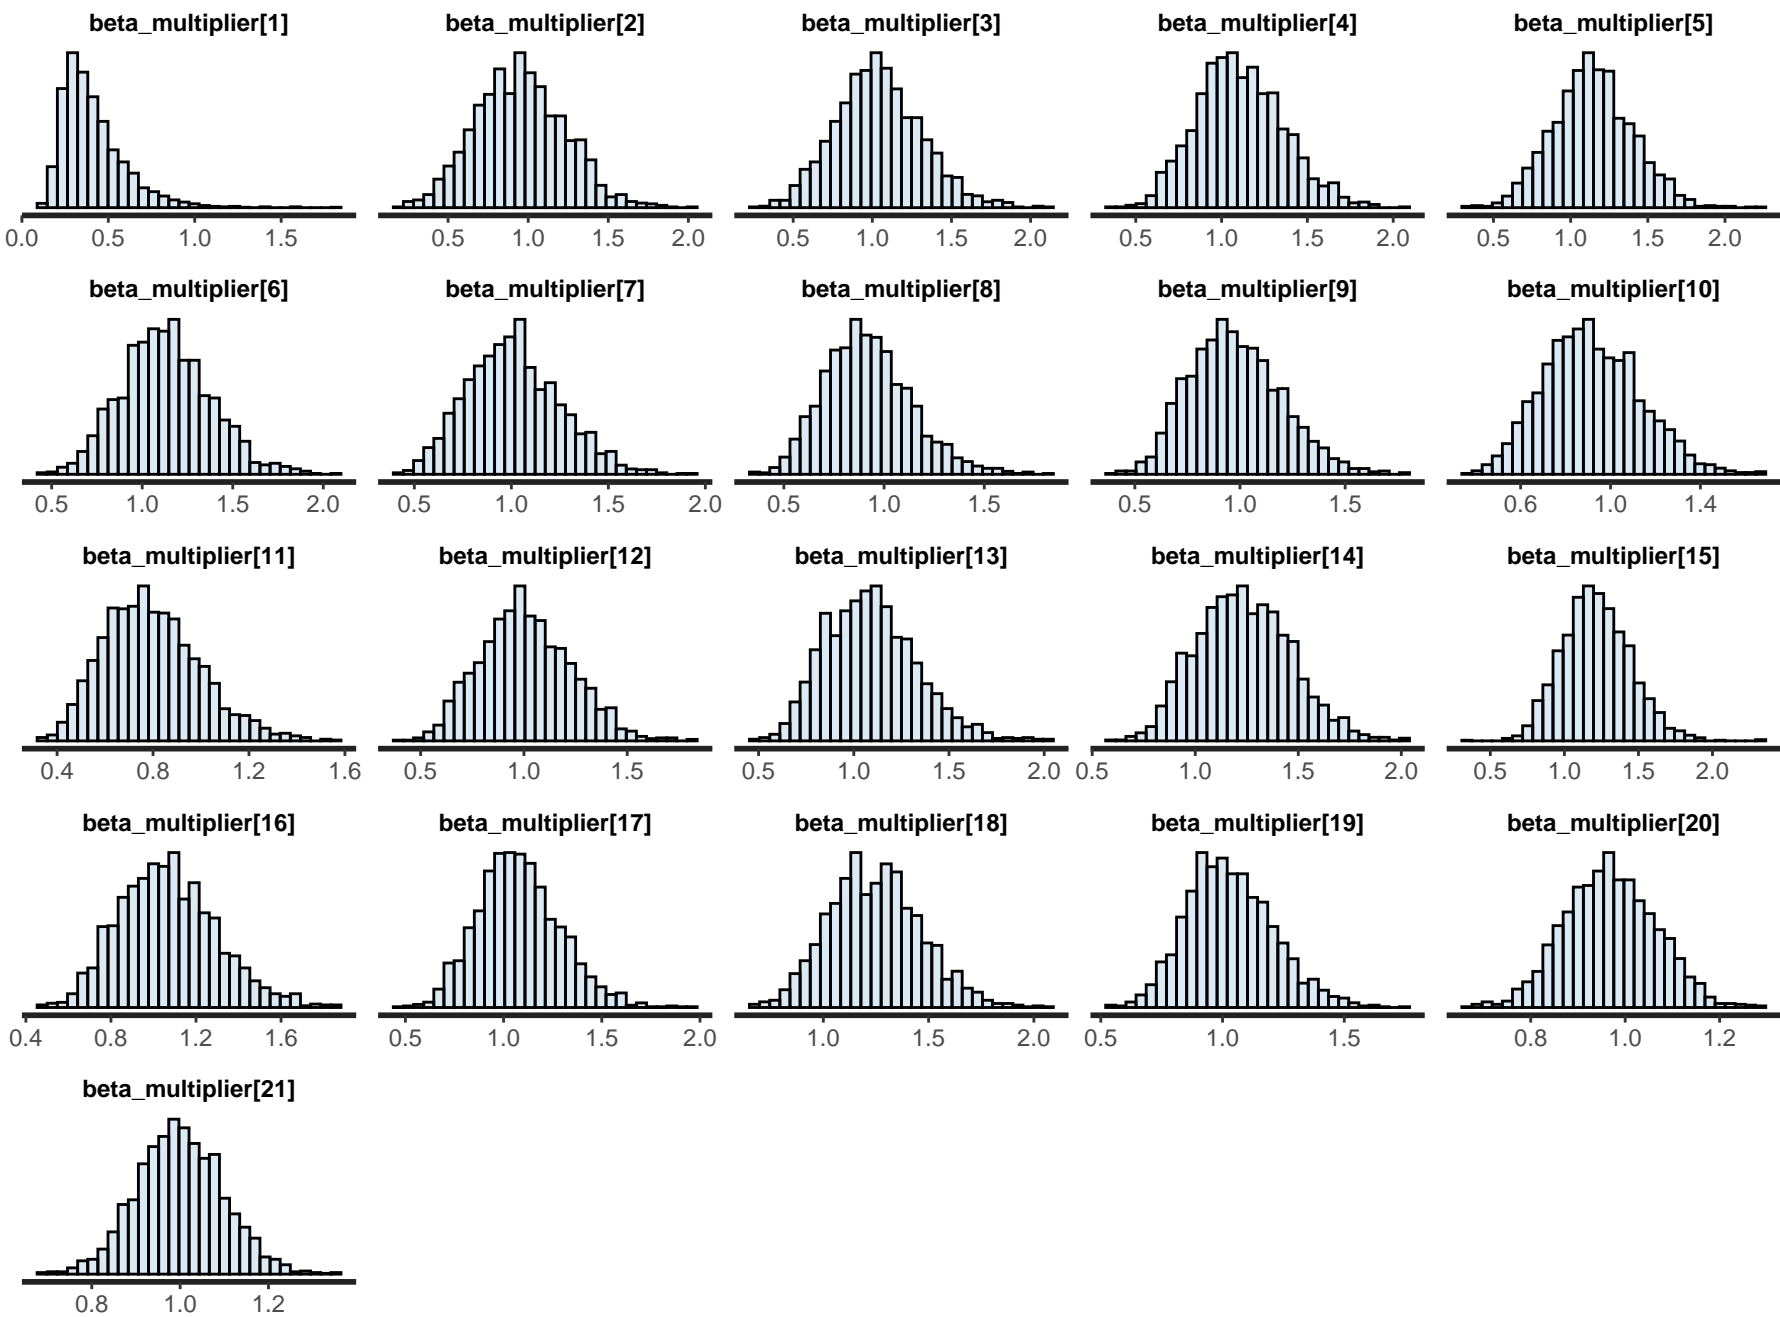 beta_multiplier[1] beta_multiplier[2] beta_multiplier[3] beta_multiplier[4] beta_multiplier[5]
0.0 0.5 1.0 1.5 0.5 1.0 1.5 2.0 0.5 1.0 1.5 2.0 0.5 1.0 1.5 2.0 0.5 1.0 1.5 2.0
beta_multiplier[6] beta_multiplier[7] beta_multiplier[8] beta_multiplier[9] beta_multiplier[10]
0.5 1.0 1.5 2.0 0.5 1.0 1.5 2.0 0.5 1.0 1.5 0.5 1.0 1.5 0.6 1.0 1.4
beta_multiplier[11] beta_multiplier[12] beta_multiplier[13] beta_multiplier[14] beta_multiplier[15]
0.4 0.8 1.2 1.6 0.5 1.0 1.5 0.5 1.0 1.5 2.0 0.5 1.0 1.5 2.0 0.5 1.0 1.5 2.0
beta_multiplier[16] beta_multiplier[17] beta_multiplier[18] beta_multiplier[19] beta_multiplier[20]
0.4 0.8 1.2 1.6 0.5 1.0 1.5 2.0 1.0 1.5 2.0 0.5 1.0 1.5 0.8 1.0 1.2
beta_multiplier[21]
0.8 1.0 1.2